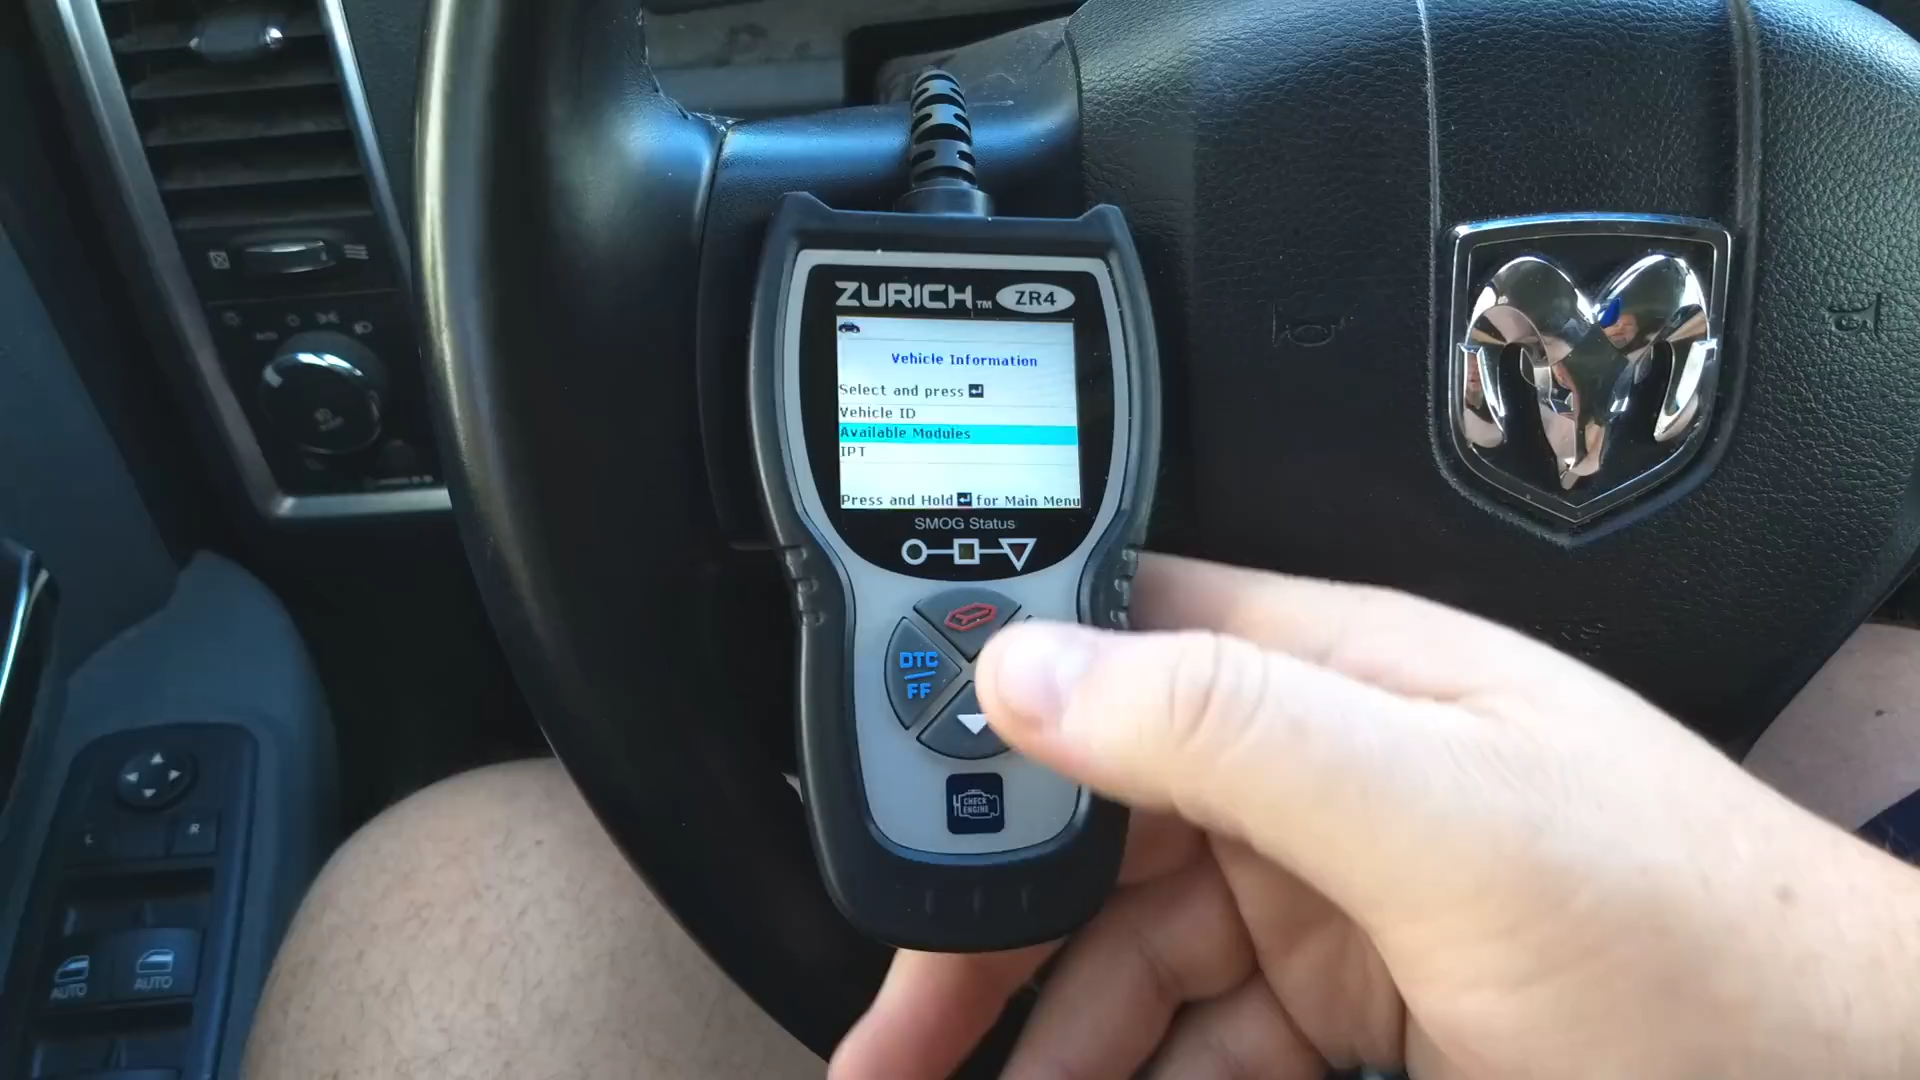 ZURICH TM ZR4
Vehicle Information
Select and press
Vehicle ID
Available Modules
IPT
Press and Hold for Main Menu
SMOG Status
DTC
FF
CHECK
ENGINE
L
R
AUTO
AUTO